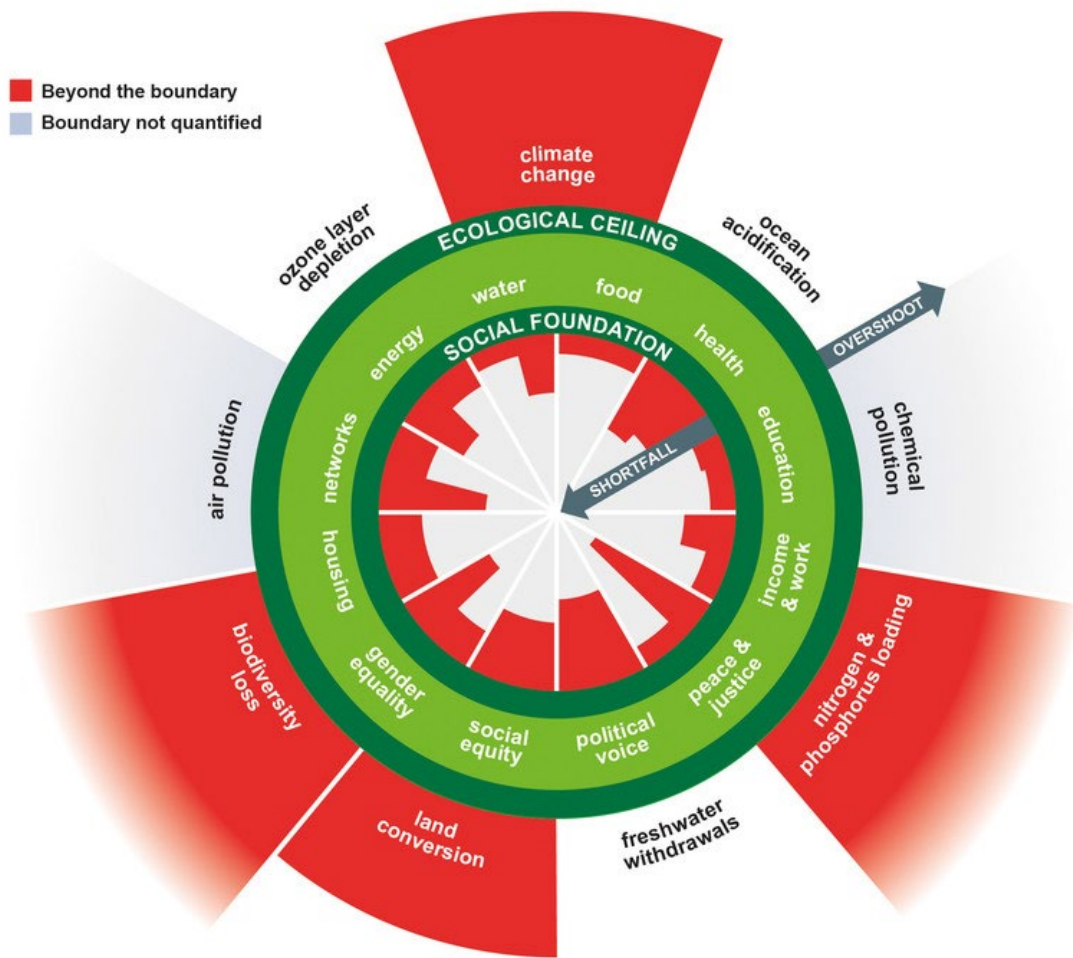 Beyond the boundary
Boundary not quantified
climate
change
ozone layer
depletion
ocean
acidification
ECOLOGICAL CEILING
OVERSHOOT
water
food
energy
health
SOCIAL FOUNDATION
SHORTFALL
air pollution
networks
education
chemical
pollution
honsing
income
& work
biodiversity
loss
gender
equality
social
equity
political
voice
peace &
justice
nitrogen &
phosphorus loading
land
conversion
freshwater
withdrawals